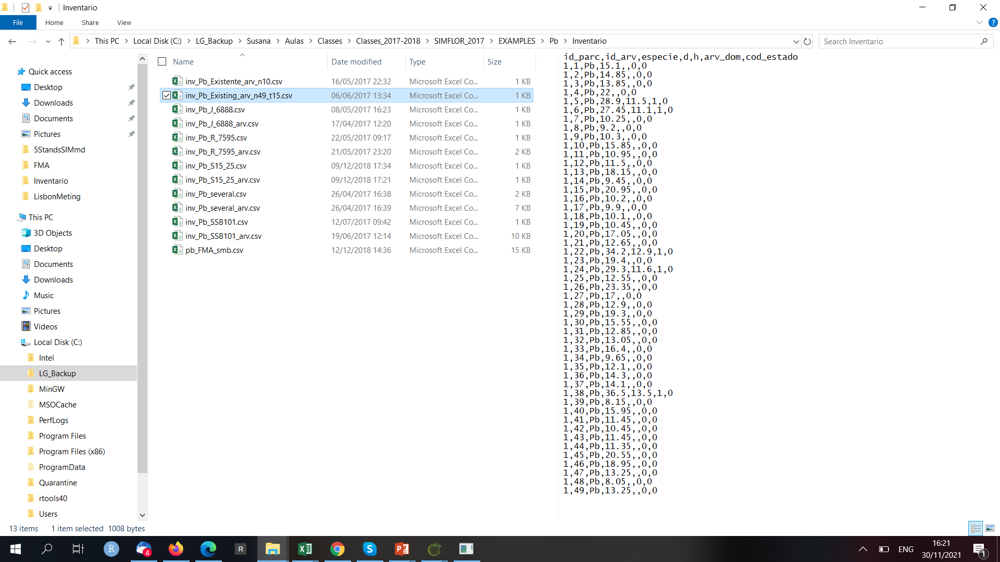 Inventario
File
Home
Share
View
This PC > Local Disk (C:) > LG_Backup > Susana > Aulas > Classes > Classes_2017-2018 > SIMFLOR_2017 > EXAMPLES > Pb > Inventario
Search Inventario
Quick access
Desktop
Downloads
Documents
Pictures
5StandsSIMmd
FMA
Inventario
LisbonMeting
This PC
3D Objects
Desktop
Documents
Downloads
Music
Pictures
Videos
Local Disk (C:)
Intel
LG_Backup
MinGW
MSOCache
PerfLogs
Program Files
Program Files (x86)
ProgramData
Quarantine
rtools40
Users
Name Date modified Type Size
inv_Pb_Existente_arv_n10.csv 16/05/2017 22:32 Microsoft Excel Co... 1 KB
inv_Pb_Existing_arv_n49_t15.csv 06/06/2017 13:34 Microsoft Excel Co... 1 KB
inv_Pb_J_6888.csv 08/05/2017 16:23 Microsoft Excel Co... 1 KB
inv_Pb_J_6888_arv.csv 17/04/2017 12:20 Microsoft Excel Co... 1 KB
inv_Pb_R_7595.csv 22/05/2017 09:17 Microsoft Excel Co... 1 KB
inv_Pb_R_7595_arv.csv 21/05/2017 23:20 Microsoft Excel Co... 2 KB
inv_Pb_S15_25.csv 09/12/2018 17:34 Microsoft Excel Co... 1 KB
inv_Pb_S15_25_arv.csv 09/12/2018 17:21 Microsoft Excel Co... 1 KB
inv_Pb_several.csv 26/04/2017 16:38 Microsoft Excel Co... 2 KB
inv_Pb_several_arv.csv 26/04/2017 16:39 Microsoft Excel Co... 7 KB
inv_Pb_SSB101.csv 12/07/2017 09:42 Microsoft Excel Co... 1 KB
inv_Pb_SSB101_arv.csv 19/06/2017 12:14 Microsoft Excel Co... 10 KB
pb_FMA_smb.csv 12/12/2018 14:36 Microsoft Excel Co... 15 KB
id_parc,id_arv,especie,d,h,arv_dom,cod_estado
1,1,Pb,15.1,,0,0
1,2,Pb,14.85,,0,0
1,3,Pb,13.85,,0,0
1,4,Pb,22,,0,0
1,5,Pb,28.9,11.5,1,0
1,6,Pb,27.45,11.1,1,0
1,7,Pb,10.25,,0,0
1,8,Pb,9.2,,0,0
1,9,Pb,10.3,,0,0
1,10,Pb,15.85,,0,0
1,11,Pb,10.95,,0,0
1,12,Pb,11.5,,0,0
1,13,Pb,18.15,,0,0
1,14,Pb,9.45,,0,0
1,15,Pb,20.95,,0,0
1,16,Pb,10.2,,0,0
1,17,Pb,9.9,,0,0
1,18,Pb,10.1,,0,0
1,19,Pb,10.45,,0,0
1,20,Pb,17.05,,0,0
1,21,Pb,12.65,,0,0
1,22,Pb,34.2,12.9,1,0
1,23,Pb,19.4,,0,0
1,24,Pb,29.3,11.6,1,0
1,25,Pb,12.55,,0,0
1,26,Pb,23.35,,0,0
1,27,Pb,17,,0,0
1,28,Pb,12.9,,0,0
1,29,Pb,19.3,,0,0
1,30,Pb,15.55,,0,0
1,31,Pb,12.85,,0,0
1,32,Pb,13.05,,0,0
1,33,Pb,16.4,,0,0
1,34,Pb,9.65,,0,0
1,35,Pb,12.1,,0,0
1,36,Pb,14.3,,0,0
1,37,Pb,14.1,,0,0
1,38,Pb,36.5,13.5,1,0
1,39,Pb,8.15,,0,0
1,40,Pb,15.95,,0,0
1,41,Pb,11.45,,0,0
1,42,Pb,10.45,,0,0
1,43,Pb,11.45,,0,0
1,44,Pb,11.35,,0,0
1,45,Pb,20.55,,0,0
1,46,Pb,18.95,,0,0
1,47,Pb,13.25,,0,0
1,48,Pb,8.05,,0,0
1,49,Pb,13.25,,0,0
13 items 1 item selected 1008 bytes
R
4
R
S
P
ENG
16:21
30/11/2021
1